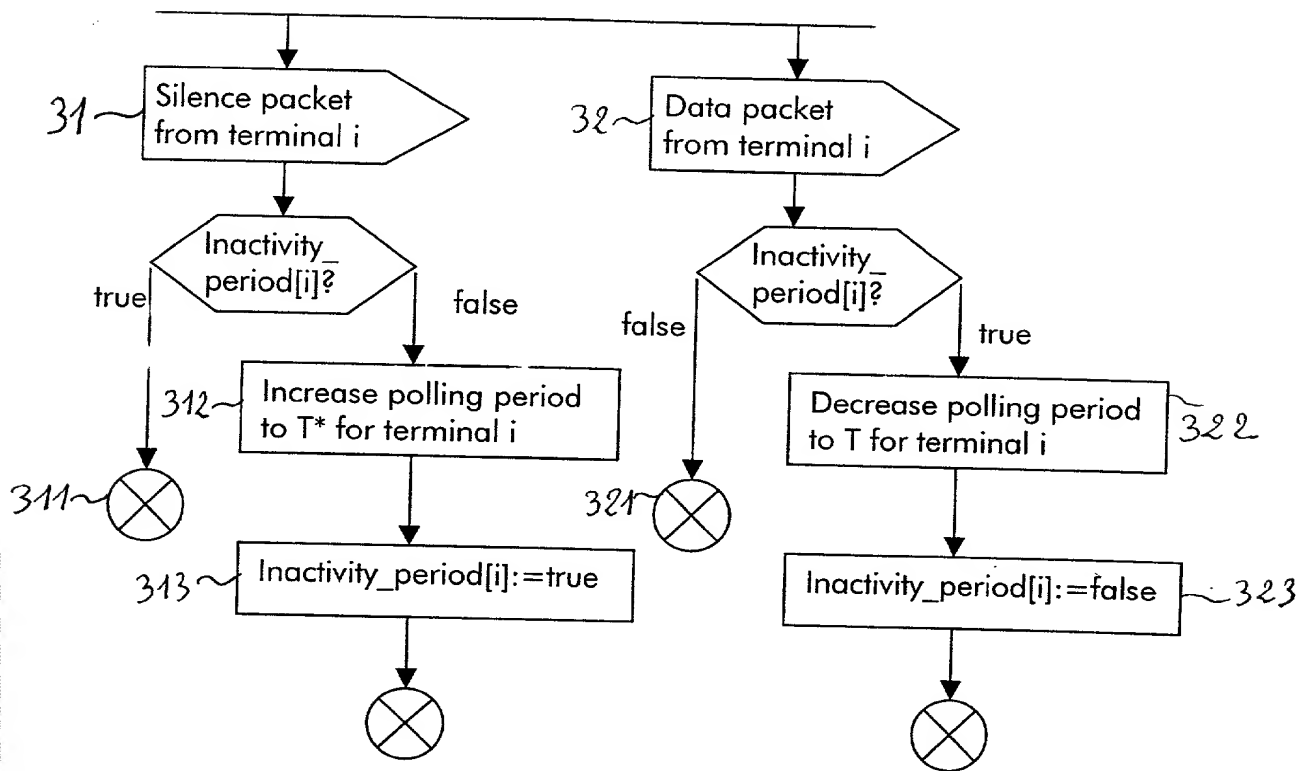 31
Silence packet
from terminal i
32
Data packet
from terminal i
Inactivity_
period[i]?
true
false
Inactivity_
period[i]?
false
true
312
Increase polling period
to T* for terminal i
Decrease polling period
to T for terminal i
322
311
321
313
Inactivity_period[i]:=true
Inactivity_period[i]:=false
323